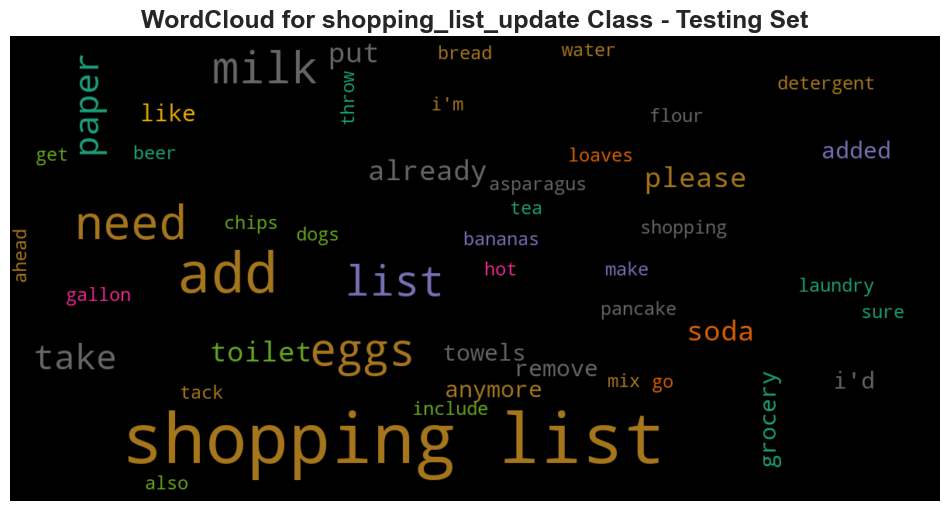 WordCloud for shopping_list_update Class - Testing Set
milk
put
bread
water
paper
throw
detergent
like
i'm
flour
get
beer
loaves
added
already
asparagus
please
tea
need
chips
dogs
bananas
shopping
ahead
add
list
hot
make
gallon
laundry
pancake
sure
soda
take
toilet
eggs
towels
remove
tack
anymore
mix
go
i'd
include
grocery
shopping list
also